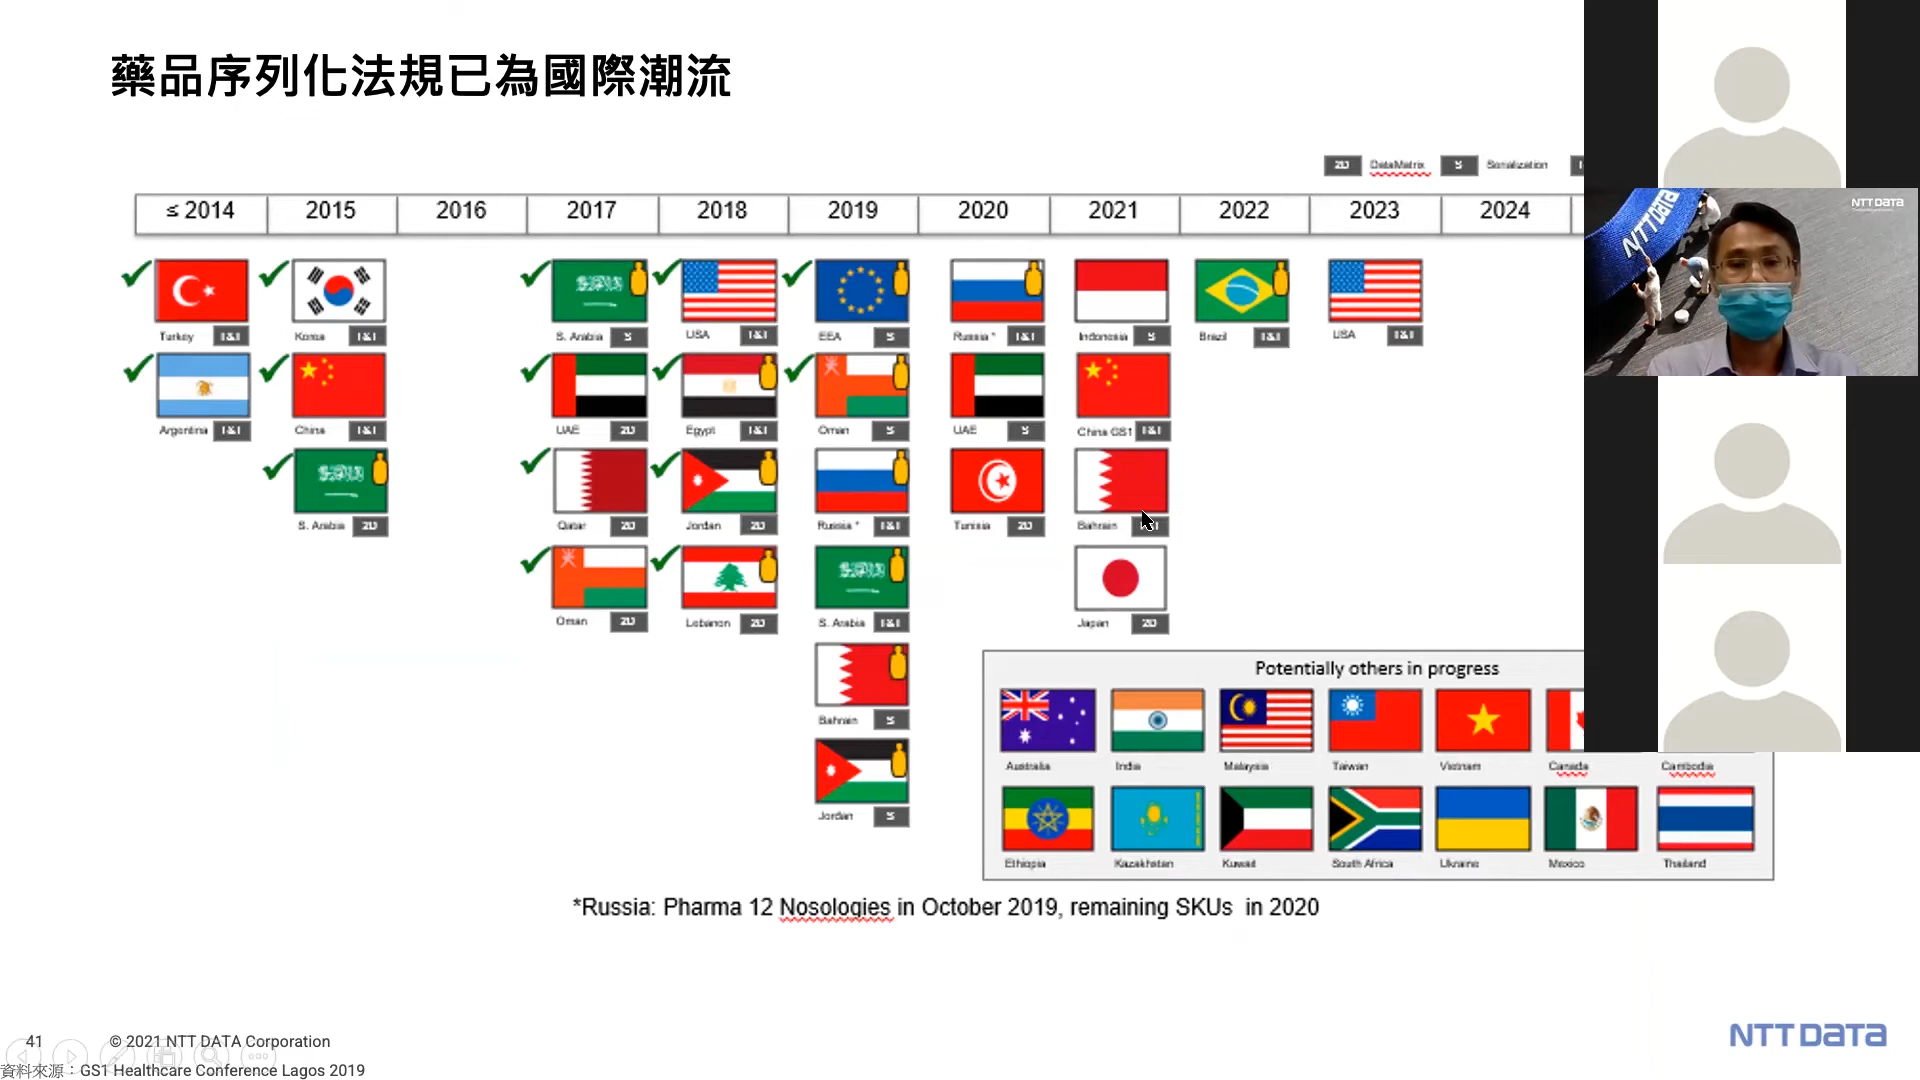 藥品序列化法規已為國際潮流
2D DataMatrix S Serialization
≤ 2014 2015 2016 2017 2018 2019 2020 2021 2022 2023 2024
NTT DATA
NTT DATA
Turkey T&T Korea T&T S. Arabia S USA T&T EEA S Russia * T&T Indonesia S Brazil T&T USA T&T
Argentina T&T China T&T UAE 2D Egypt T&T Oman S UAE S China GS1 T&T
S. Arabia 2D Qatar 2D Jordan 2D Russia * T&T Tunisia 2D Bahrain
Oman 2D Lebanon 2D S. Arabia T&T Japan 2D
Bahrain S
Jordan S
Potentially others in progress
Australia India Malaysia Taiwan Vietnam Canada Cambodia
Ethiopia Kazakhstan Kuwait South Africa Ukraine Mexico Thailand
*Russia: Pharma 12 Nosologies in October 2019, remaining SKUs in 2020
41 © 2021 NTT DATA Corporation
資料來源：GS1 Healthcare Conference Lagos 2019
NTT DATA